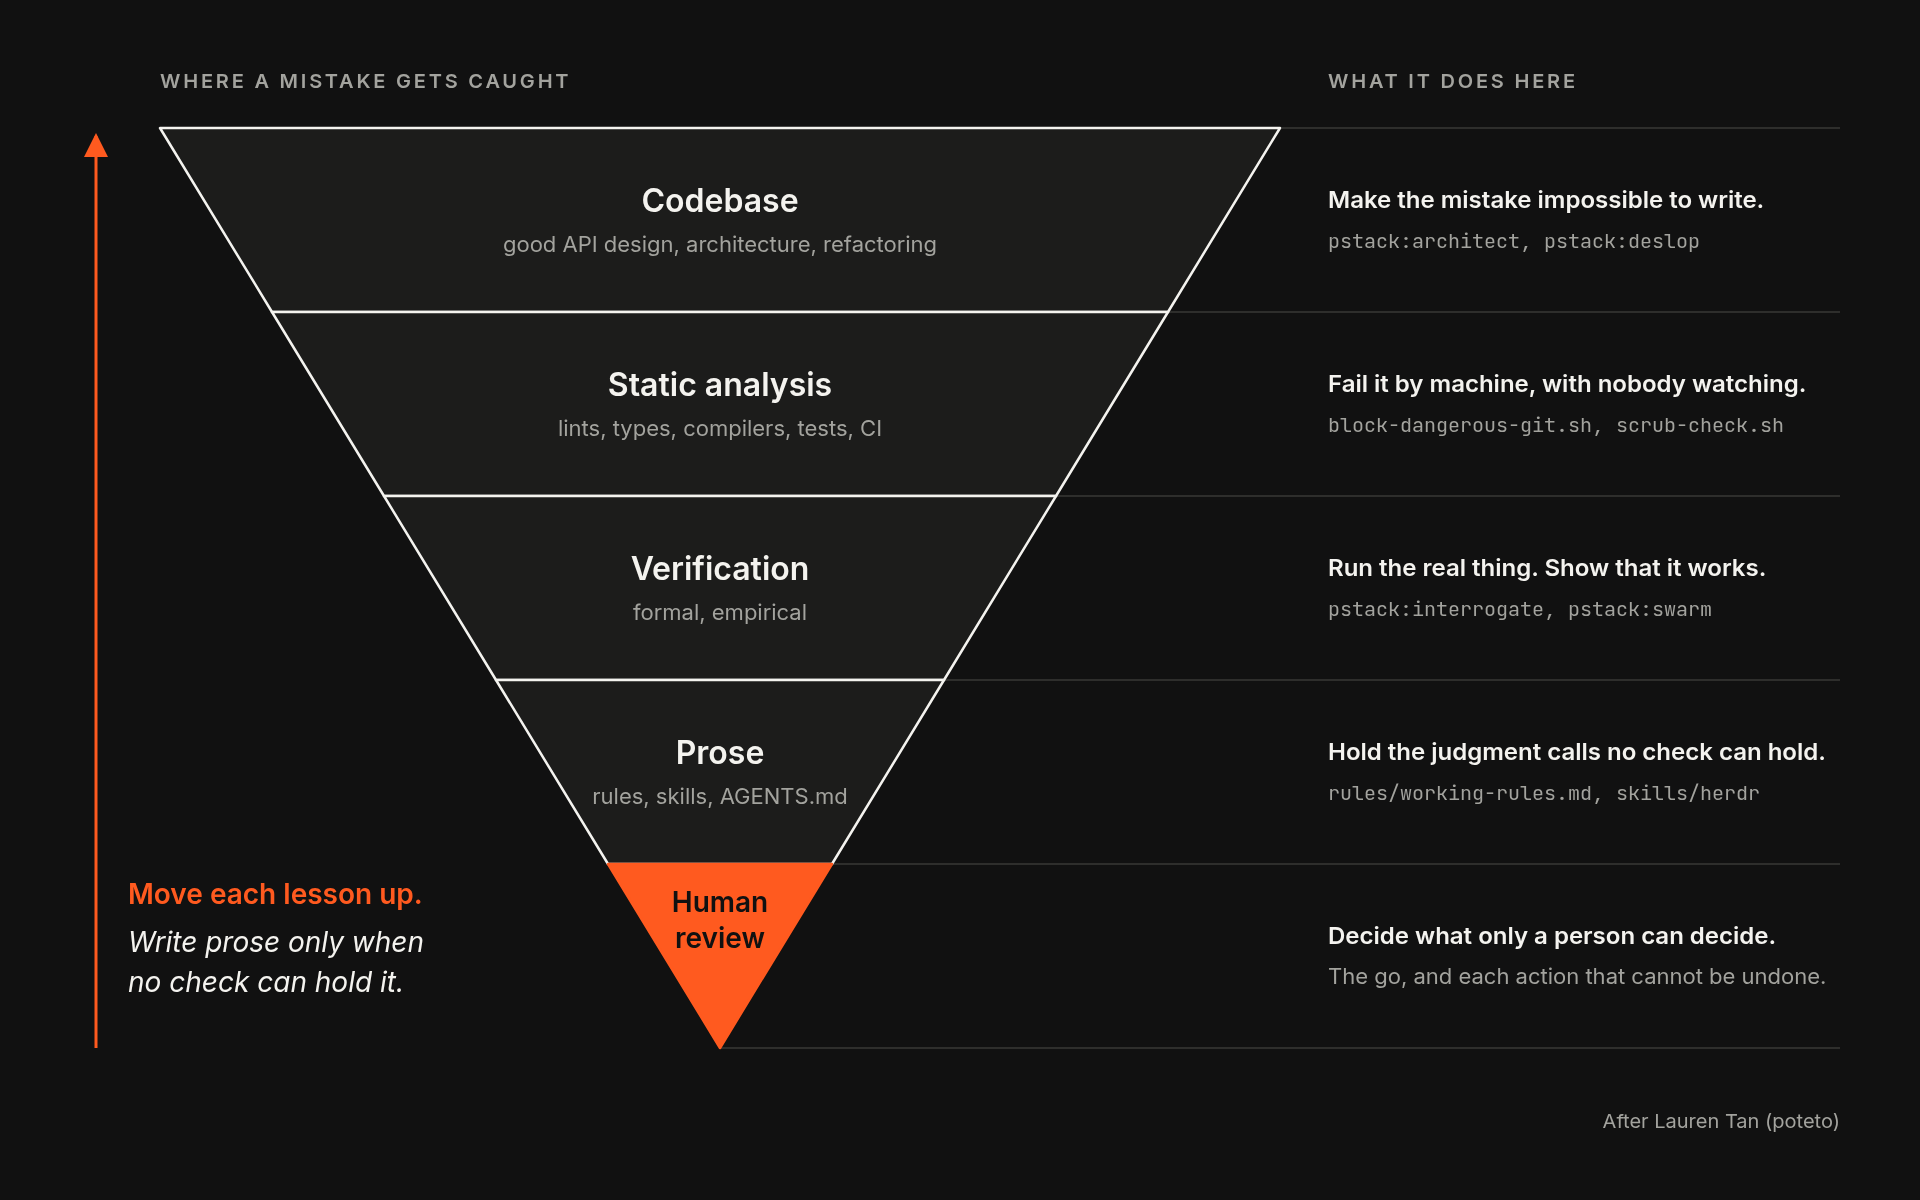 WHERE A MISTAKE GETS CAUGHT
WHAT IT DOES HERE
Codebase
good API design, architecture, refactoring
Make the mistake impossible to write.
pstack:architect, pstack:deslop
Static analysis
lints, types, compilers, tests, CI
Fail it by machine, with nobody watching.
block-dangerous-git.sh, scrub-check.sh
Verification
formal, empirical
Run the real thing. Show that it works.
pstack:interrogate, pstack:swarm
Prose
rules, skills, AGENTS.md
Hold the judgment calls no check can hold.
rules/working-rules.md, skills/herdr
Move each lesson up.
Write prose only when
no check can hold it.
Human
review
Decide what only a person can decide.
The go, and each action that cannot be undone.
After Lauren Tan (poteto)